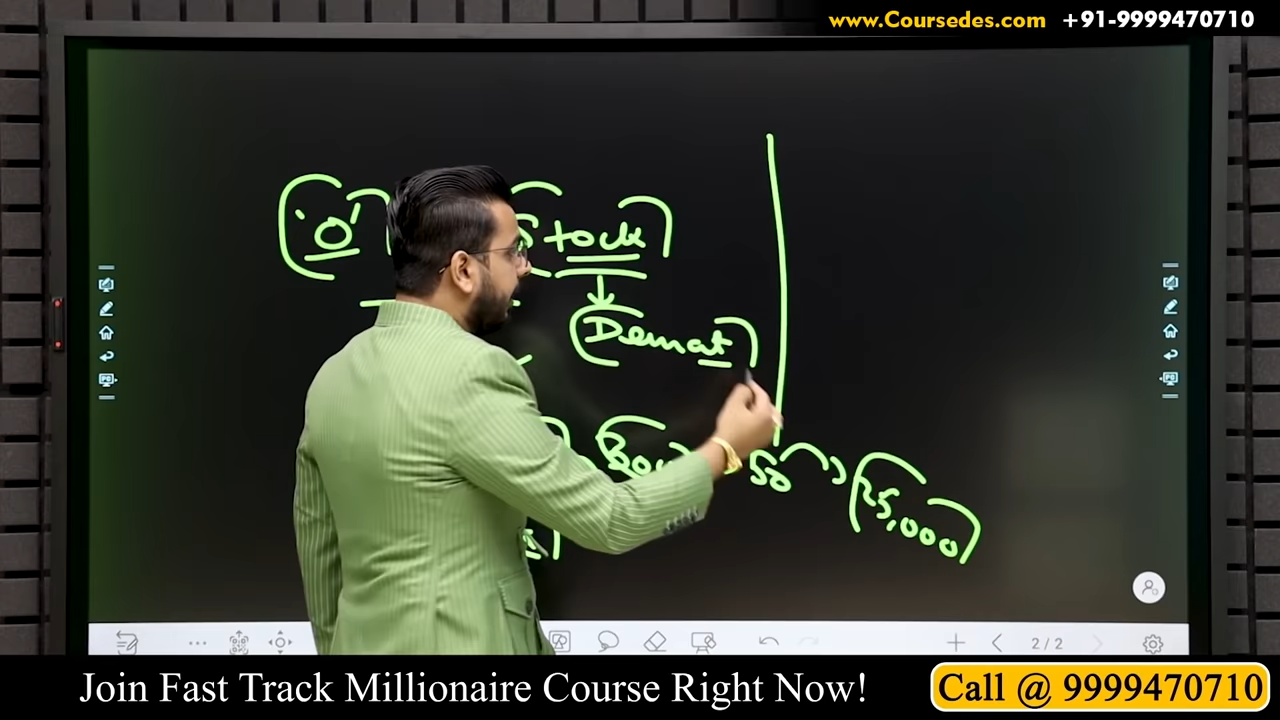 www.Coursedes.com +91-9999470710
'0' Stock
Demat
50 25,000
2/2
Join Fast Track Millionaire Course Right Now! Call @ 9999470710